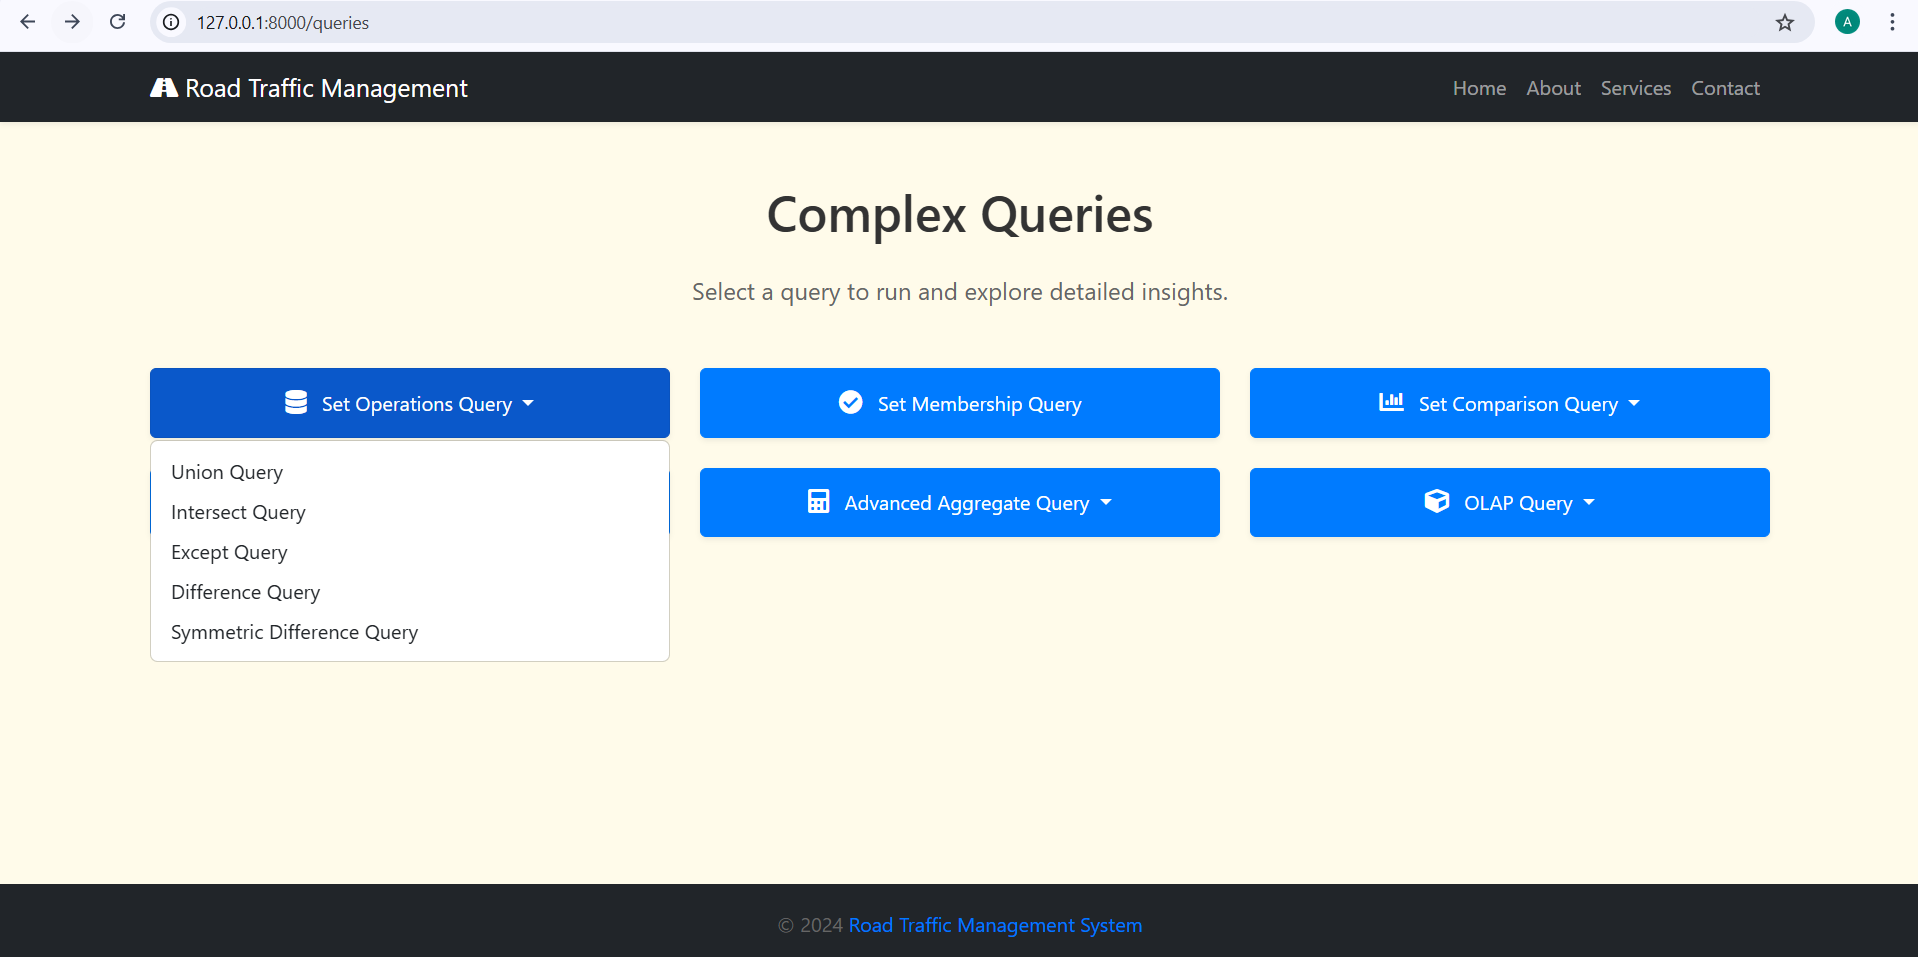 127.0.0.1:8000/queries
A
Road Traffic Management
Home About Services Contact
Complex Queries
Select a query to run and explore detailed insights.
Set Operations Query
Set Membership Query
Set Comparison Query
Union Query
Intersect Query
Except Query
Difference Query
Symmetric Difference Query
Advanced Aggregate Query
OLAP Query
© 2024 Road Traffic Management System